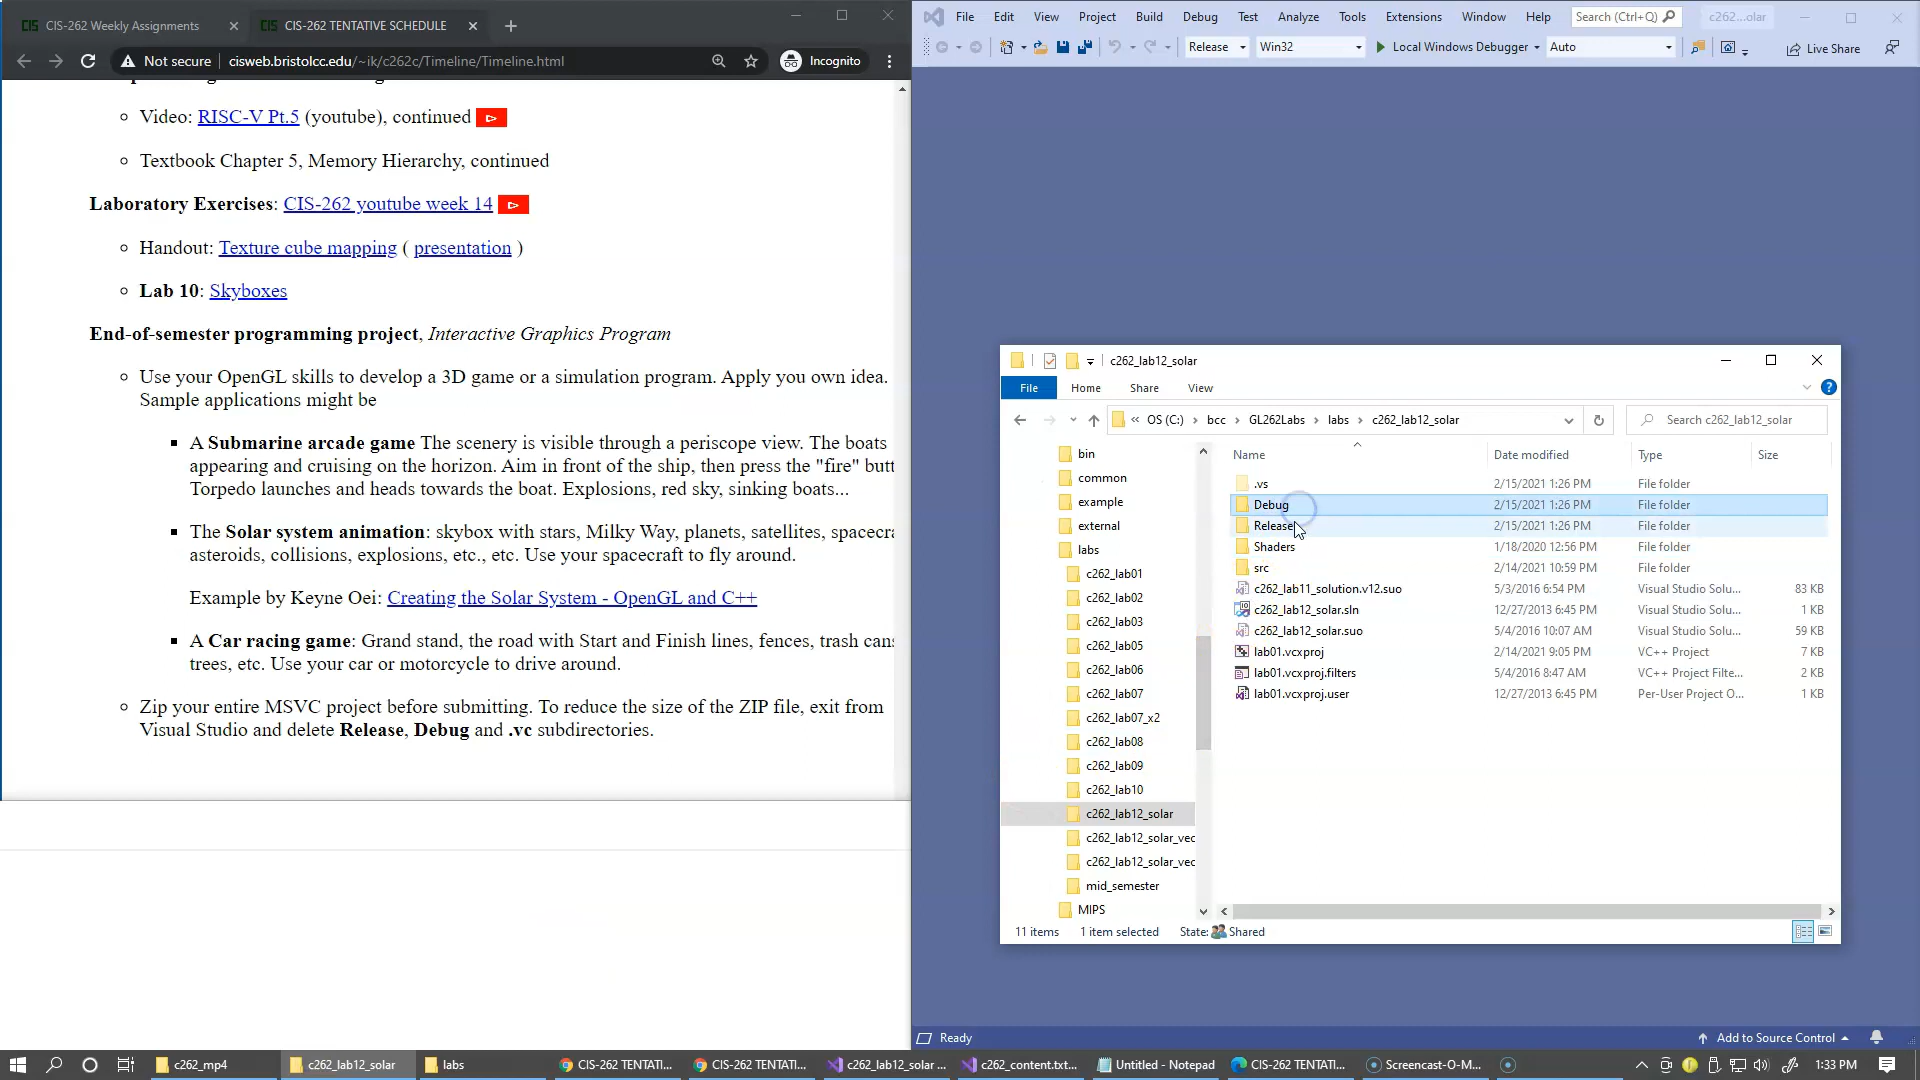 CIS-262 Weekly Assignments
CIS-262 TENTATIVE SCHEDULE
Not secure
cisweb.bristolcc.edu/~ik/c262c/Timeline/Timeline.html
Incognito
Video: RISC-V Pt.5 (youtube), continued
Textbook Chapter 5, Memory Hierarchy, continued
Laboratory Exercises: CIS-262 youtube week 14
Handout: Texture cube mapping ( presentation )
Lab 10: Skyboxes
End-of-semester programming project, Interactive Graphics Program
Use your OpenGL skills to develop a 3D game or a simulation program. Apply you own idea.
Sample applications might be
A Submarine arcade game The scenery is visible through a periscope view. The boats
appearing and cruising on the horizon. Aim in front of the ship, then press the "fire" butt
Torpedo launches and heads towards the boat. Explosions, red sky, sinking boats...
The Solar system animation: skybox with stars, Milky Way, planets, satellites, spacecra
asteroids, collisions, explosions, etc., etc. Use your spacecraft to fly around.
Example by Keyne Oei: Creating the Solar System - OpenGL and C++
A Car racing game: Grand stand, the road with Start and Finish lines, fences, trash cans
trees, etc. Use your car or motorcycle to drive around.
Zip your entire MSVC project before submitting. To reduce the size of the ZIP file, exit from
Visual Studio and delete Release, Debug and .vc subdirectories.
File Edit View Project Build Debug Test Analyze Tools Extensions Window Help Search (Ctrl+Q) c262...olar
Release Win32 Local Windows Debugger Auto Live Share
c262_lab12_solar
File Home Share View
« OS (C:) › bcc › GL262Labs › labs › c262_lab12_solar
Search c262_lab12_solar
bin
common
example
external
labs
c262_lab01
c262_lab02
c262_lab03
c262_lab05
c262_lab06
c262_lab07
c262_lab07_x2
c262_lab08
c262_lab09
c262_lab10
c262_lab12_solar
c262_lab12_solar_vec
c262_lab12_solar_vec
mid_semester
MIPS
Name Date modified Type Size
.vs 2/15/2021 1:26 PM File folder
Debug 2/15/2021 1:26 PM File folder
Release 2/15/2021 1:26 PM File folder
Shaders 1/18/2020 12:56 PM File folder
src 2/14/2021 10:59 PM File folder
c262_lab11_solution.v12.suo 5/3/2016 6:54 PM Visual Studio Solu... 83 KB
c262_lab12_solar.sln 12/27/2013 6:45 PM Visual Studio Solu... 1 KB
c262_lab12_solar.suo 5/4/2016 10:07 AM Visual Studio Solu... 59 KB
lab01.vcxproj 2/14/2021 9:05 PM VC++ Project 7 KB
lab01.vcxproj.filters 5/4/2016 8:47 AM VC++ Project Filte... 2 KB
lab01.vcxproj.user 12/27/2013 6:45 PM Per-User Project O... 1 KB
11 items 1 item selected State: Shared
Ready
Add to Source Control
c262_mp4 c262_lab12_solar labs CIS-262 TENTATI... CIS-262 TENTATI... c262_lab12_solar ... c262_content.txt... Untitled - Notepad CIS-262 TENTATI... Screencast-O-M... 1:33 PM